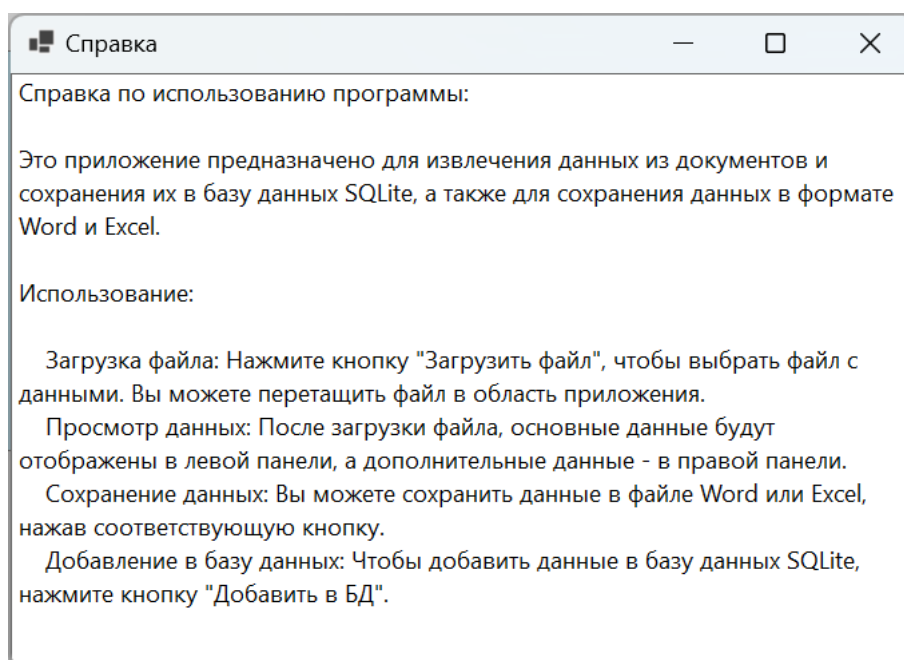 Справка
Справка по использованию программы:
Это приложение предназначено для извлечения данных из документов и
сохранения их в базу данных SQLite, а также для сохранения данных в формате
Word и Excel.
Использование:
Загрузка файла: Нажмите кнопку "Загрузить файл", чтобы выбрать файл с
данными. Вы можете перетащить файл в область приложения.
Просмотр данных: После загрузки файла, основные данные будут
отображены в левой панели, а дополнительные данные - в правой панели.
Сохранение данных: Вы можете сохранить данные в файле Word или Excel,
нажав соответствующую кнопку.
Добавление в базу данных: Чтобы добавить данные в базу данных SQLite,
нажмите кнопку "Добавить в БД".